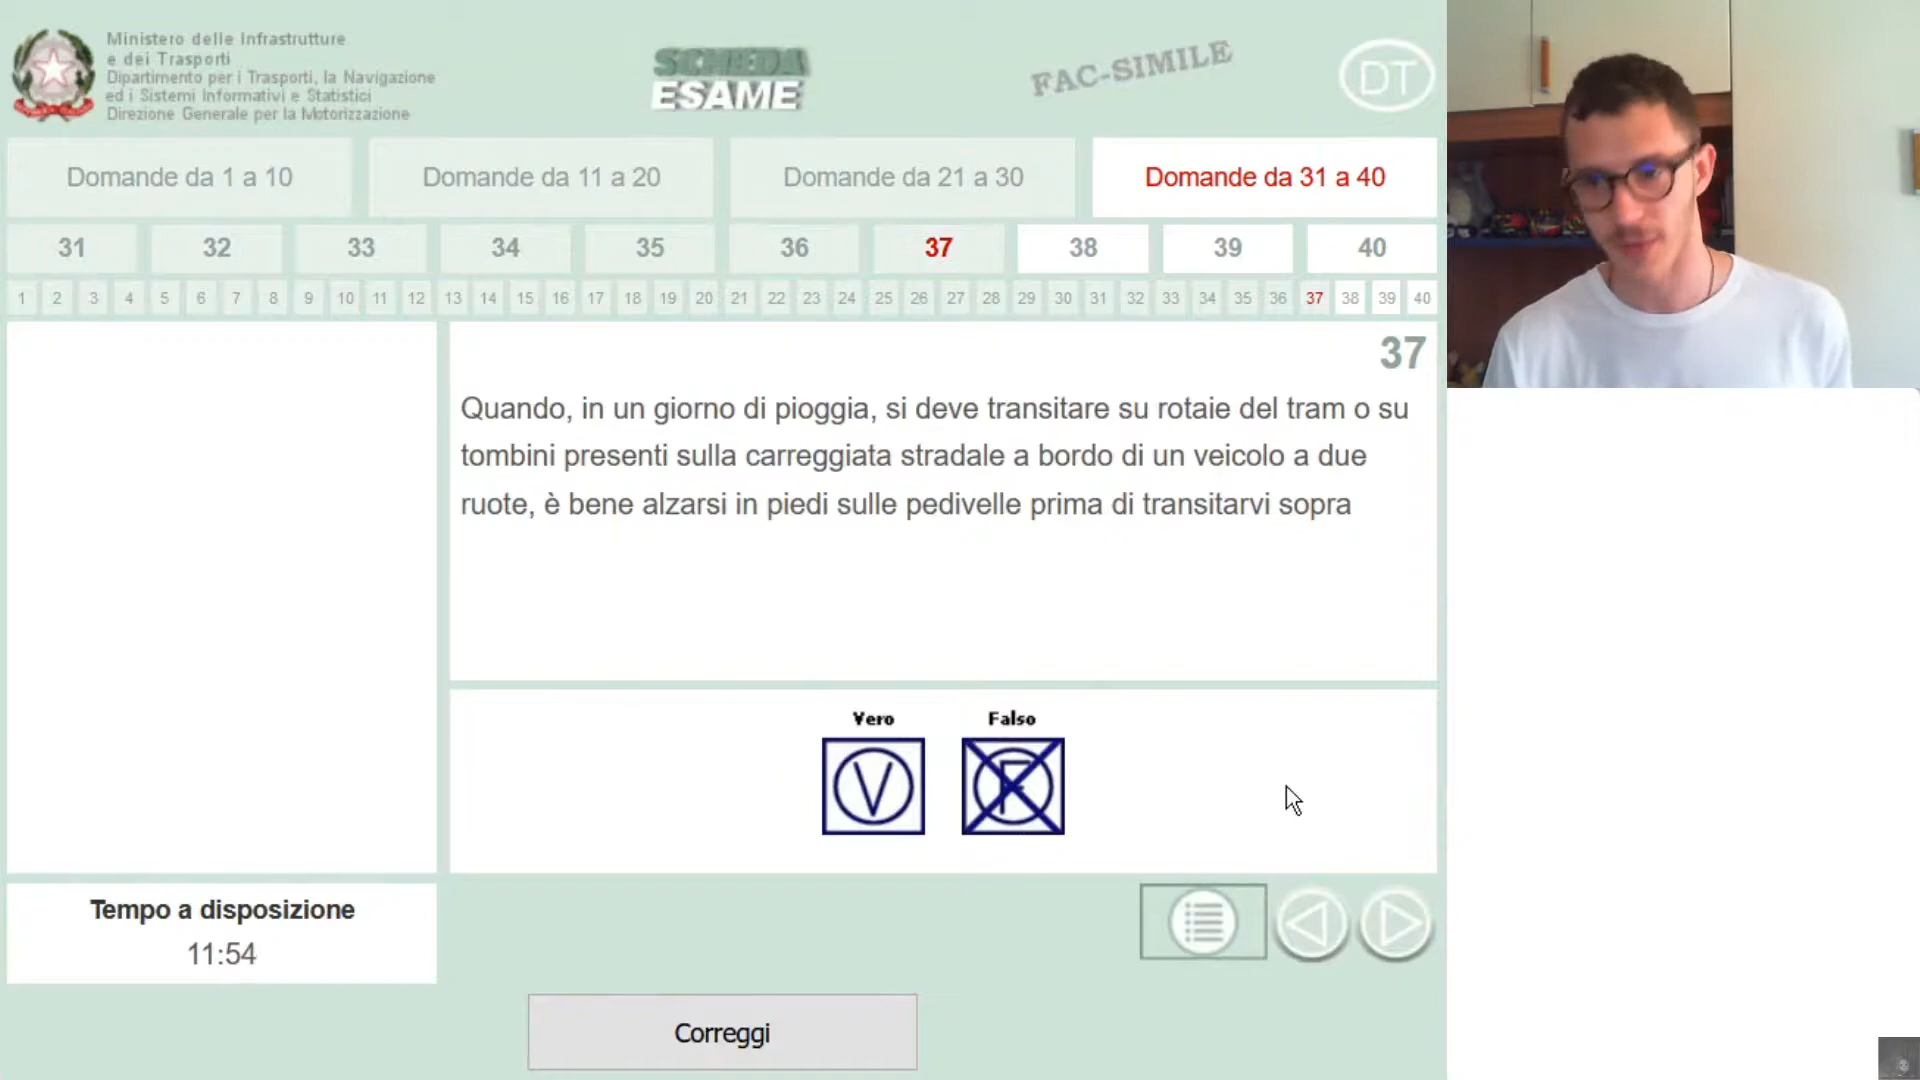 Ministero delle Infrastrutture
e dei Trasporti
Dipartimento per i Trasporti, la Navigazione
ed i Sistemi Informativi e Statistici
Direzione Generale per la Motorizzazione
SCHEDA
ESAME
FAC-SIMILE
DT
Domande da 1 a 10
Domande da 11 a 20
Domande da 21 a 30
Domande da 31 a 40
31 32 33 34 35 36 37 38 39 40
1 2 3 4 5 6 7 8 9 10 11 12 13 14 15 16 17 18 19 20 21 22 23 24 25 26 27 28 29 30 31 32 33 34 35 36 37 38 39 40
37
Quando, in un giorno di pioggia, si deve transitare su rotaie del tram o su
tombini presenti sulla carreggiata stradale a bordo di un veicolo a due
ruote, è bene alzarsi in piedi sulle pedivelle prima di transitarvi sopra
Vero Falso
V F
Tempo a disposizione
11:54
Correggi